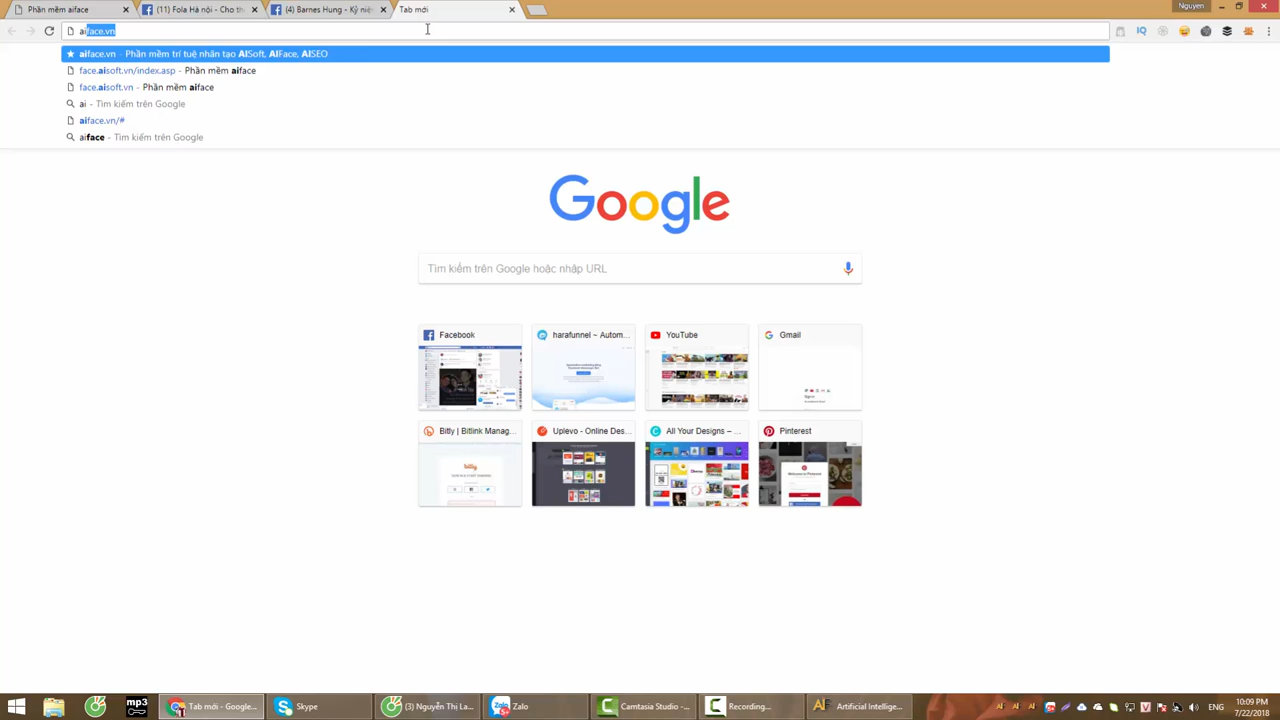 Phần mềm aiface
(11) Fola Hà nội - Cho th
(4) Barnes Hung - Kỷ niệ
Tab mới
Nguyen
aiface.vn
aiface.vn - Phần mềm trí tuệ nhân tạo AISoft, AIFace, AISEO
face.aisoft.vn/index.asp - Phần mềm aiface
face.aisoft.vn - Phần mềm aiface
ai - Tìm kiếm trên Google
aiface.vn/#
aiface - Tìm kiếm trên Google
Google
Tìm kiếm trên Google hoặc nhập URL
Facebook
harafunnel ~ Autom...
YouTube
Gmail
Bitly | Bitlink Manag...
Uplevo - Online Des...
All Your Designs – ...
Pinterest
mp3
Tab mới - Google...
Skype
(3) Nguyễn Thị La...
Zalo
Camtasia Studio -...
Recording...
Artificial Intellige...
ENG
10:09 PM
7/22/2018